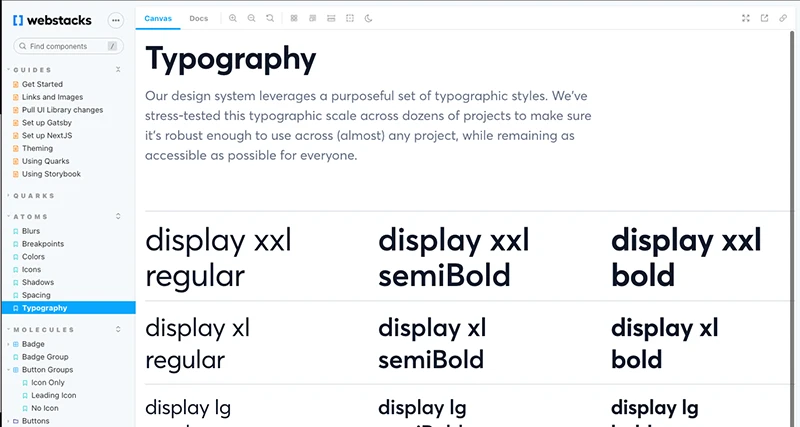 webstacks
Find components /
GUIDES
Get Started
Links and Images
Pull UI Library changes
Set up Gatsby
Set up NextJS
Theming
Using Quarks
Using Storybook
QUARKS
ATOMS
Blurs
Breakpoints
Colors
Icons
Shadows
Spacing
Typography
MOLECULES
Badge
Badge Group
Button Groups
Icon Only
Leading Icon
No Icon
Buttons
Canvas Docs
Typography
Our design system leverages a purposeful set of typographic styles. We've
stress-tested this typographic scale across dozens of projects to make sure
it's robust enough to use across (almost) any project, while remaining as
accessible as possible for everyone.
display xxl
regular
display xxl
semiBold
display xxl
bold
display xl
regular
display xl
semiBold
display xl
bold
display lg
display lg
display lg